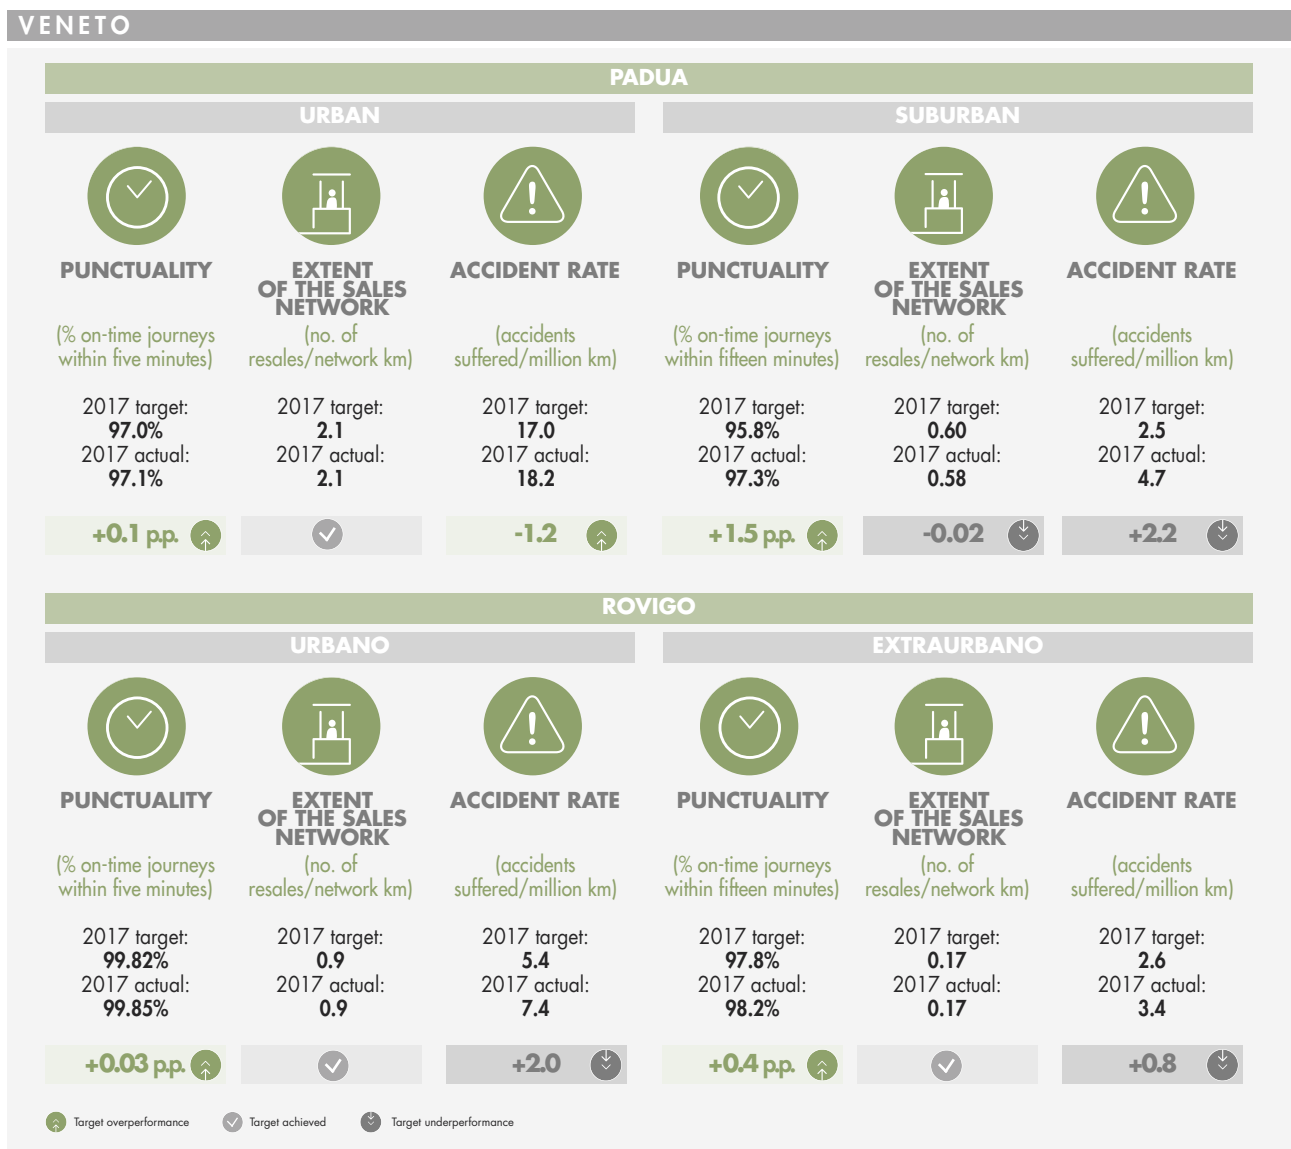 VENETO
PADUA
URBAN
PUNCTUALITY
(% on-time journeys
within five minutes)
2017 target:
97.0%
2017 actual:
97.1%
+0.1 p.p.
EXTENT
OF THE SALES
NETWORK
(no. of
resales/network km)
2017 target:
2.1
2017 actual:
2.1
ACCIDENT RATE
(accidents
suffered/million km)
2017 target:
17.0
2017 actual:
18.2
-1.2
SUBURBAN
PUNCTUALITY
(% on-time journeys
within fifteen minutes)
2017 target:
95.8%
2017 actual:
97.3%
+1.5 p.p.
EXTENT
OF THE SALES
NETWORK
(no. of
resales/network km)
2017 target:
0.60
2017 actual:
0.58
-0.02
ACCIDENT RATE
(accidents
suffered/million km)
2017 target:
2.5
2017 actual:
4.7
+2.2
ROVIGO
URBANO
PUNCTUALITY
(% on-time journeys
within five minutes)
2017 target:
99.82%
2017 actual:
99.85%
+0.03 p.p.
EXTENT
OF THE SALES
NETWORK
(no. of
resales/network km)
2017 target:
0.9
2017 actual:
0.9
ACCIDENT RATE
(accidents
suffered/million km)
2017 target:
5.4
2017 actual:
7.4
+2.0
EXTRAURBANO
PUNCTUALITY
(% on-time journeys
within fifteen minutes)
2017 target:
97.8%
2017 actual:
98.2%
+0.4 p.p.
EXTENT
OF THE SALES
NETWORK
(no. of
resales/network km)
2017 target:
0.17
2017 actual:
0.17
ACCIDENT RATE
(accidents
suffered/million km)
2017 target:
2.6
2017 actual:
3.4
+0.8
Target overperformance
Target achieved
Target underperformance